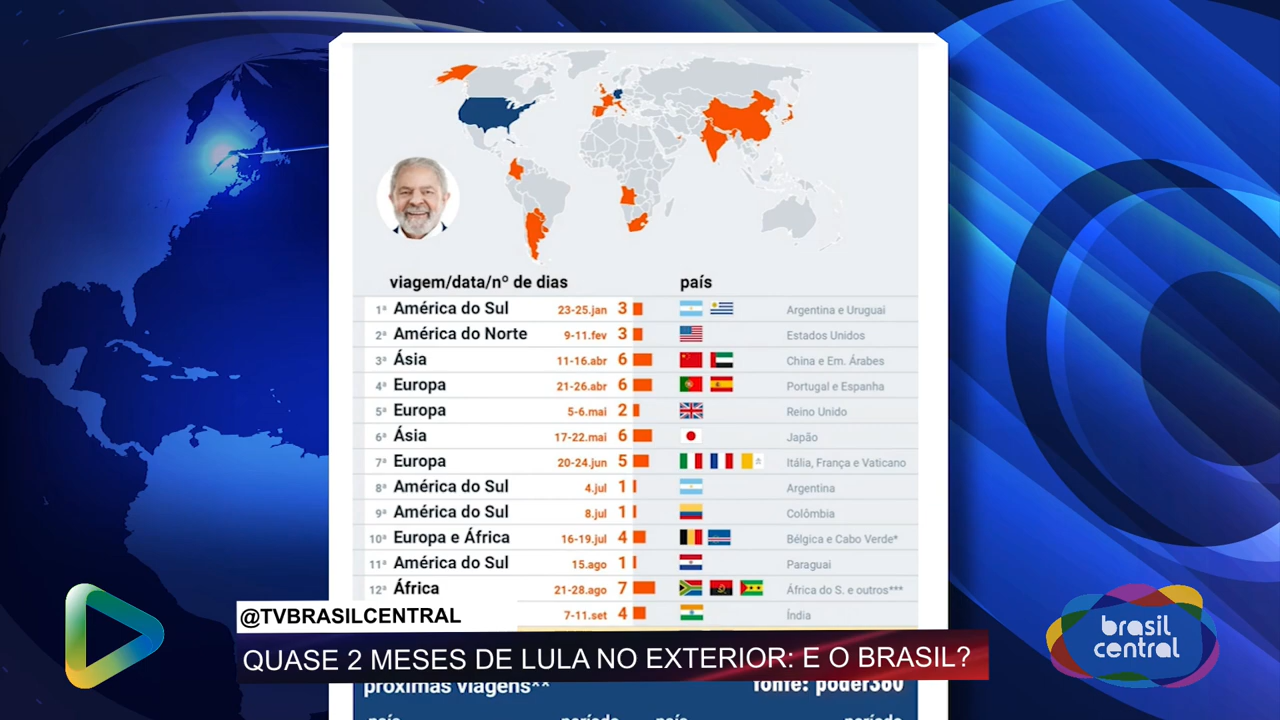 viagem/data/nº de dias país
1ª América do Sul 23-25.jan 3 Argentina e Uruguai
2ª América do Norte 9-11.fev 3 Estados Unidos
3ª Ásia 11-16.abr 6 China e Em. Árabes
4ª Europa 21-26.abr 6 Portugal e Espanha
5ª Europa 5-6.mai 2 Reino Unido
6ª Ásia 17-22.mai 6 Japão
7ª Europa 20-24.jun 5 Itália, França e Vaticano
8ª América do Sul 4.jul 1 Argentina
9ª América do Sul 8.jul 1 Colômbia
10ª Europa e África 16-19.jul 4 Bélgica e Cabo Verde*
11ª América do Sul 15.ago 1 Paraguai
12ª África 21-28.ago 7 África do S. e outros***
7-11.set 4 Índia
@TVBRASILCENTRAL
QUASE 2 MESES DE LULA NO EXTERIOR: E O BRASIL?
próximas viagens** fonte: poder360
país período país período
brasil
central